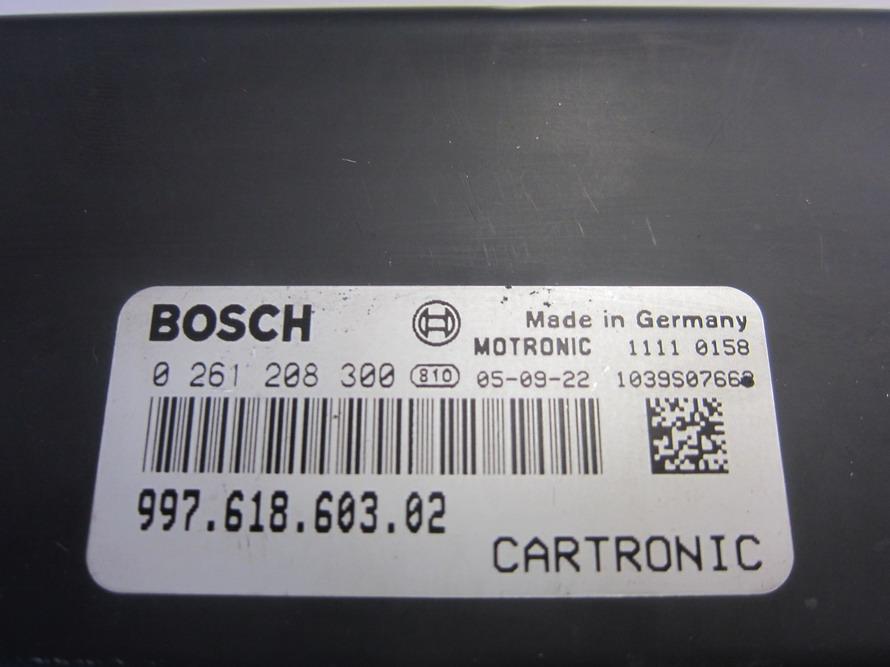 BOSCH
Made in Germany
MOTRONIC 1111 0158
0 261 208 300 810 05-09-22 1039S07668
997.618.603.02
CARTRONIC